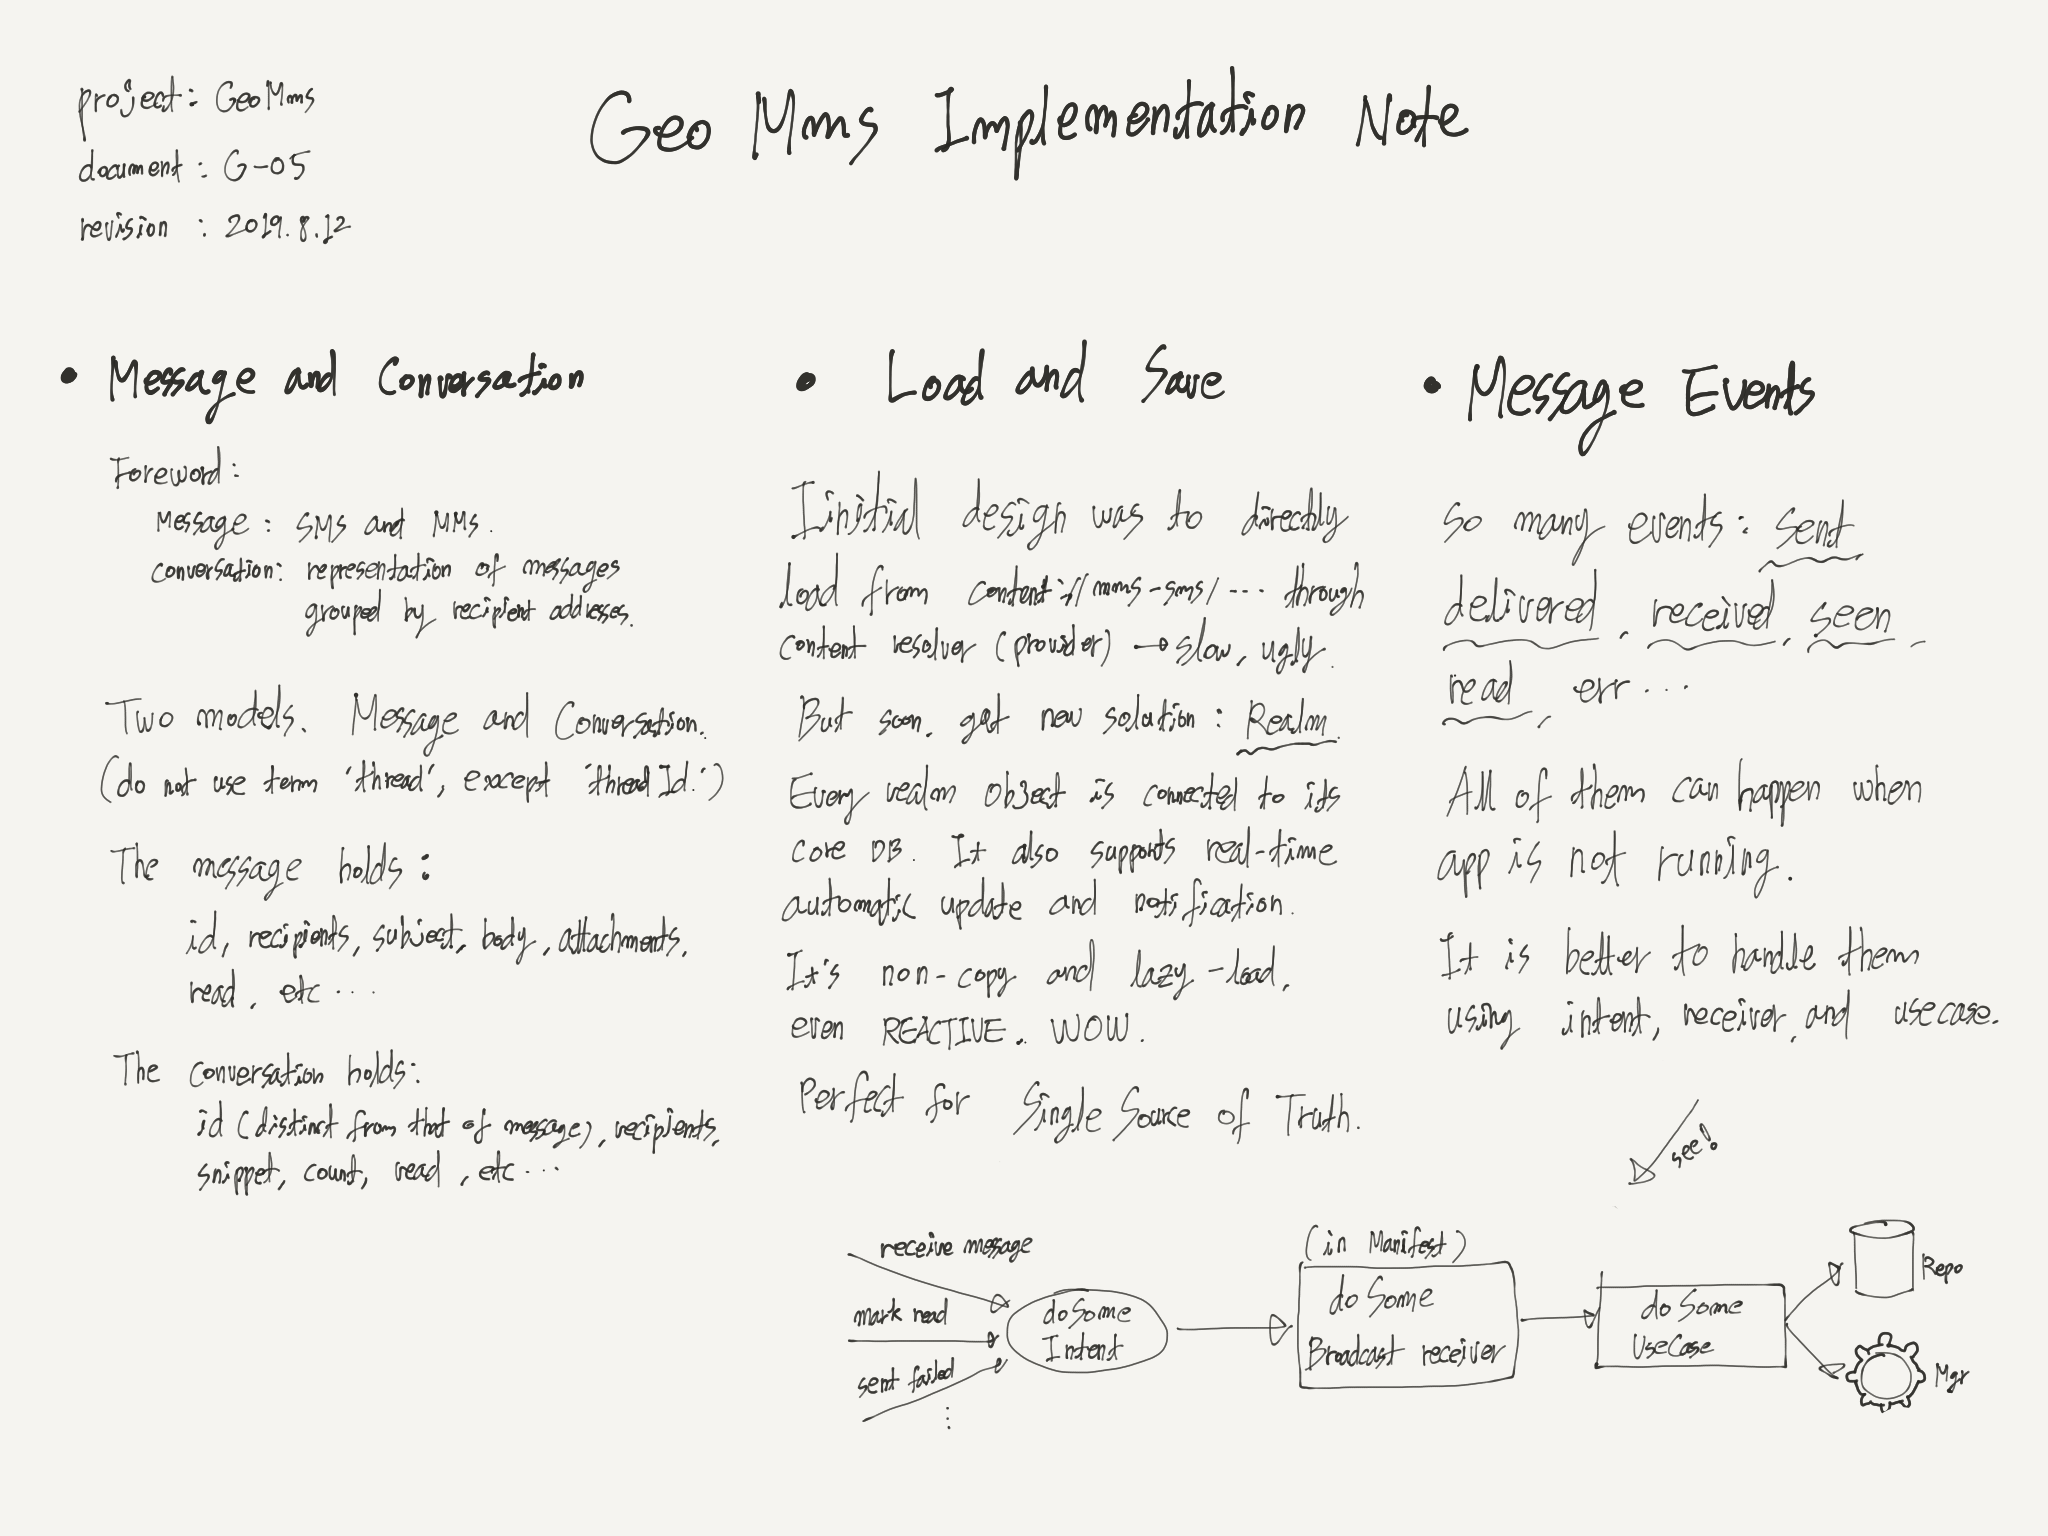 project: GeoMms
document: G-05
revision: 2019.8.12
Geo Mms Implementation Note
• Message and Conversation
Foreword:
Message: SMS and MMS.
conversation: representation of messages
grouped by recipient addresses.
Two models. Message and Conversation.
(do not use term 'thread', except 'threadId.')
The message holds:
id, recipients, subject, body, attachments,
read, etc...
The conversation holds:
id (distinct from that of message), recipients,
snippet, count, read, etc...
• Load and Save
Initial design was to directly
load from content://mms-sms/... through
content resolver (provider) → slow, ugly.
But soon, got new solution: Realm.
Every realm object is connected to its
core DB. It also supports real-time
automatic update and notification.
It's non-copy and lazy-load,
even REACTIVE. WOW.
Perfect for Single Source of Truth.
• Message Events
So many events: sent
delivered, received, seen,
read, err...
All of them can happen when
app is not running.
It is better to handle them
using intent, receiver, and usecase.
see!
receive message
mark read
sent failed
⋮
doSome
Intent
(in Manifest)
doSome
Broadcast receiver
doSome
UseCase
Repo
Mgr